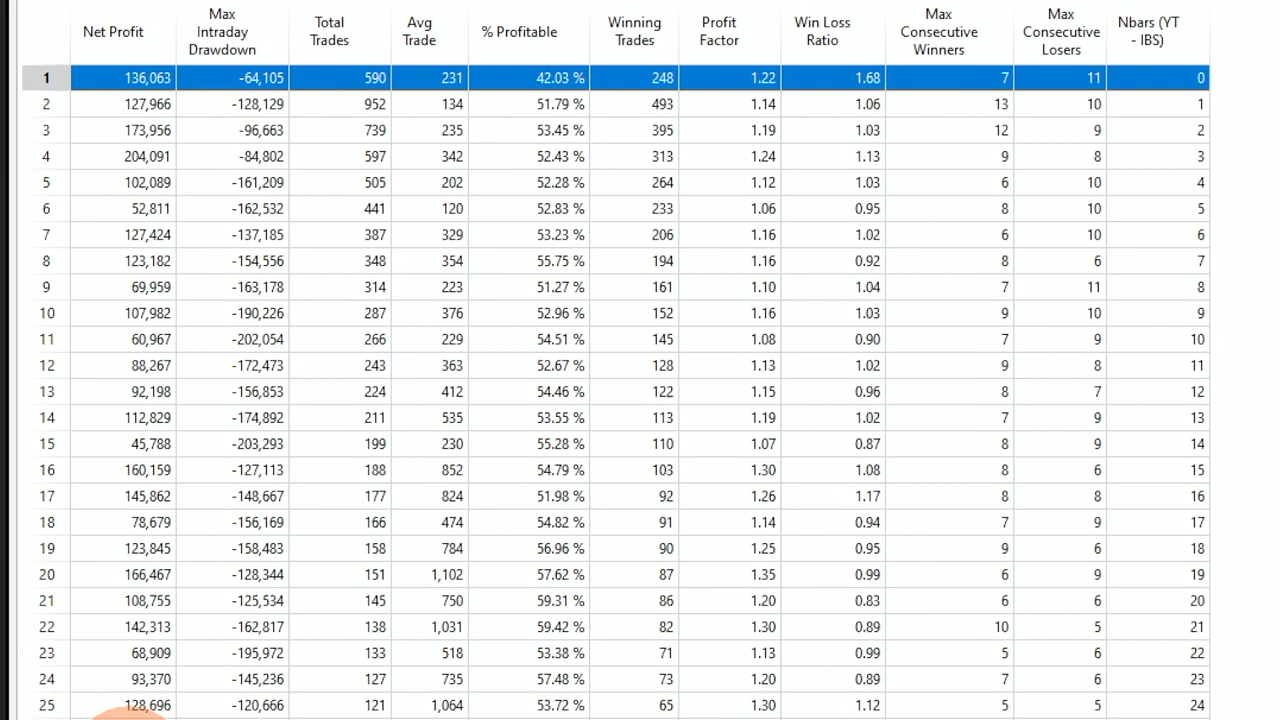 Net Profit Max Intraday Drawdown Total Trades Avg Trade % Profitable Winning Trades Profit Factor Win Loss Ratio Max Consecutive Winners Max Consecutive Losers Nbars (YT - IBS)
1 136,063 -64,105 590 231 42.03 % 248 1.22 1.68 7 11 0
2 127,966 -128,129 952 134 51.79 % 493 1.14 1.06 13 10 1
3 173,956 -96,663 739 235 53.45 % 395 1.19 1.03 12 9 2
4 204,091 -84,802 597 342 52.43 % 313 1.24 1.13 9 8 3
5 102,089 -161,209 505 202 52.28 % 264 1.12 1.03 6 10 4
6 52,811 -162,532 441 120 52.83 % 233 1.06 0.95 8 10 5
7 127,424 -137,185 387 329 53.23 % 206 1.16 1.02 6 10 6
8 123,182 -154,556 348 354 55.75 % 194 1.16 0.92 8 6 7
9 69,959 -163,178 314 223 51.27 % 161 1.10 1.04 7 11 8
10 107,982 -190,226 287 376 52.96 % 152 1.16 1.03 9 10 9
11 60,967 -202,054 266 229 54.51 % 145 1.08 0.90 7 9 10
12 88,267 -172,473 243 363 52.67 % 128 1.13 1.02 9 8 11
13 92,198 -156,853 224 412 54.46 % 122 1.15 0.96 8 7 12
14 112,829 -174,892 211 535 53.55 % 113 1.19 1.02 7 9 13
15 45,788 -203,293 199 230 55.28 % 110 1.07 0.87 8 9 14
16 160,159 -127,113 188 852 54.79 % 103 1.30 1.08 8 6 15
17 145,862 -148,667 177 824 51.98 % 92 1.26 1.17 8 8 16
18 78,679 -156,169 166 474 54.82 % 91 1.14 0.94 7 9 17
19 123,845 -158,483 158 784 56.96 % 90 1.25 0.95 9 6 18
20 166,467 -128,344 151 1,102 57.62 % 87 1.35 0.99 6 9 19
21 108,755 -125,534 145 750 59.31 % 86 1.20 0.83 6 6 20
22 142,313 -162,817 138 1,031 59.42 % 82 1.30 0.89 10 5 21
23 68,909 -195,972 133 518 53.38 % 71 1.13 0.99 5 6 22
24 93,370 -145,236 127 735 57.48 % 73 1.20 0.89 7 6 23
25 128,696 -120,666 121 1,064 53.72 % 65 1.30 1.12 5 5 24